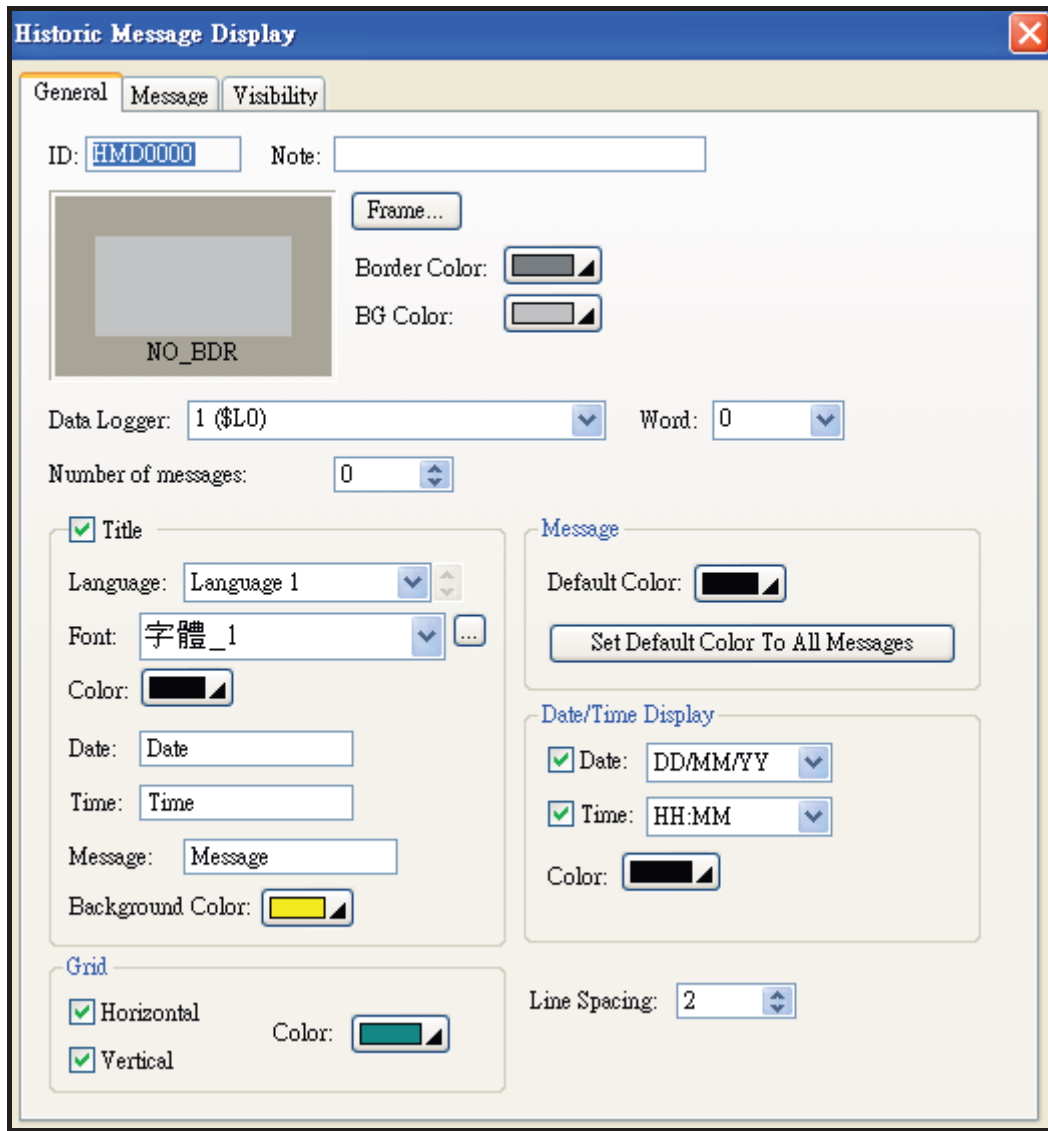 Historic Message Display
General Message Visibility
ID: HMD0000 Note:
Frame...
Border Color:
BG Color:
NO_BDR
Data Logger: 1 ($L0) Word: 0
Number of messages: 0
Title
Language: Language 1
Font: 字體_1 ...
Color:
Date: Date
Time: Time
Message: Message
Background Color:
Message
Default Color:
Set Default Color To All Messages
Date/Time Display
Date: DD/MM/YY
Time: HH:MM
Color:
Grid
Horizontal
Vertical
Color:
Line Spacing: 2